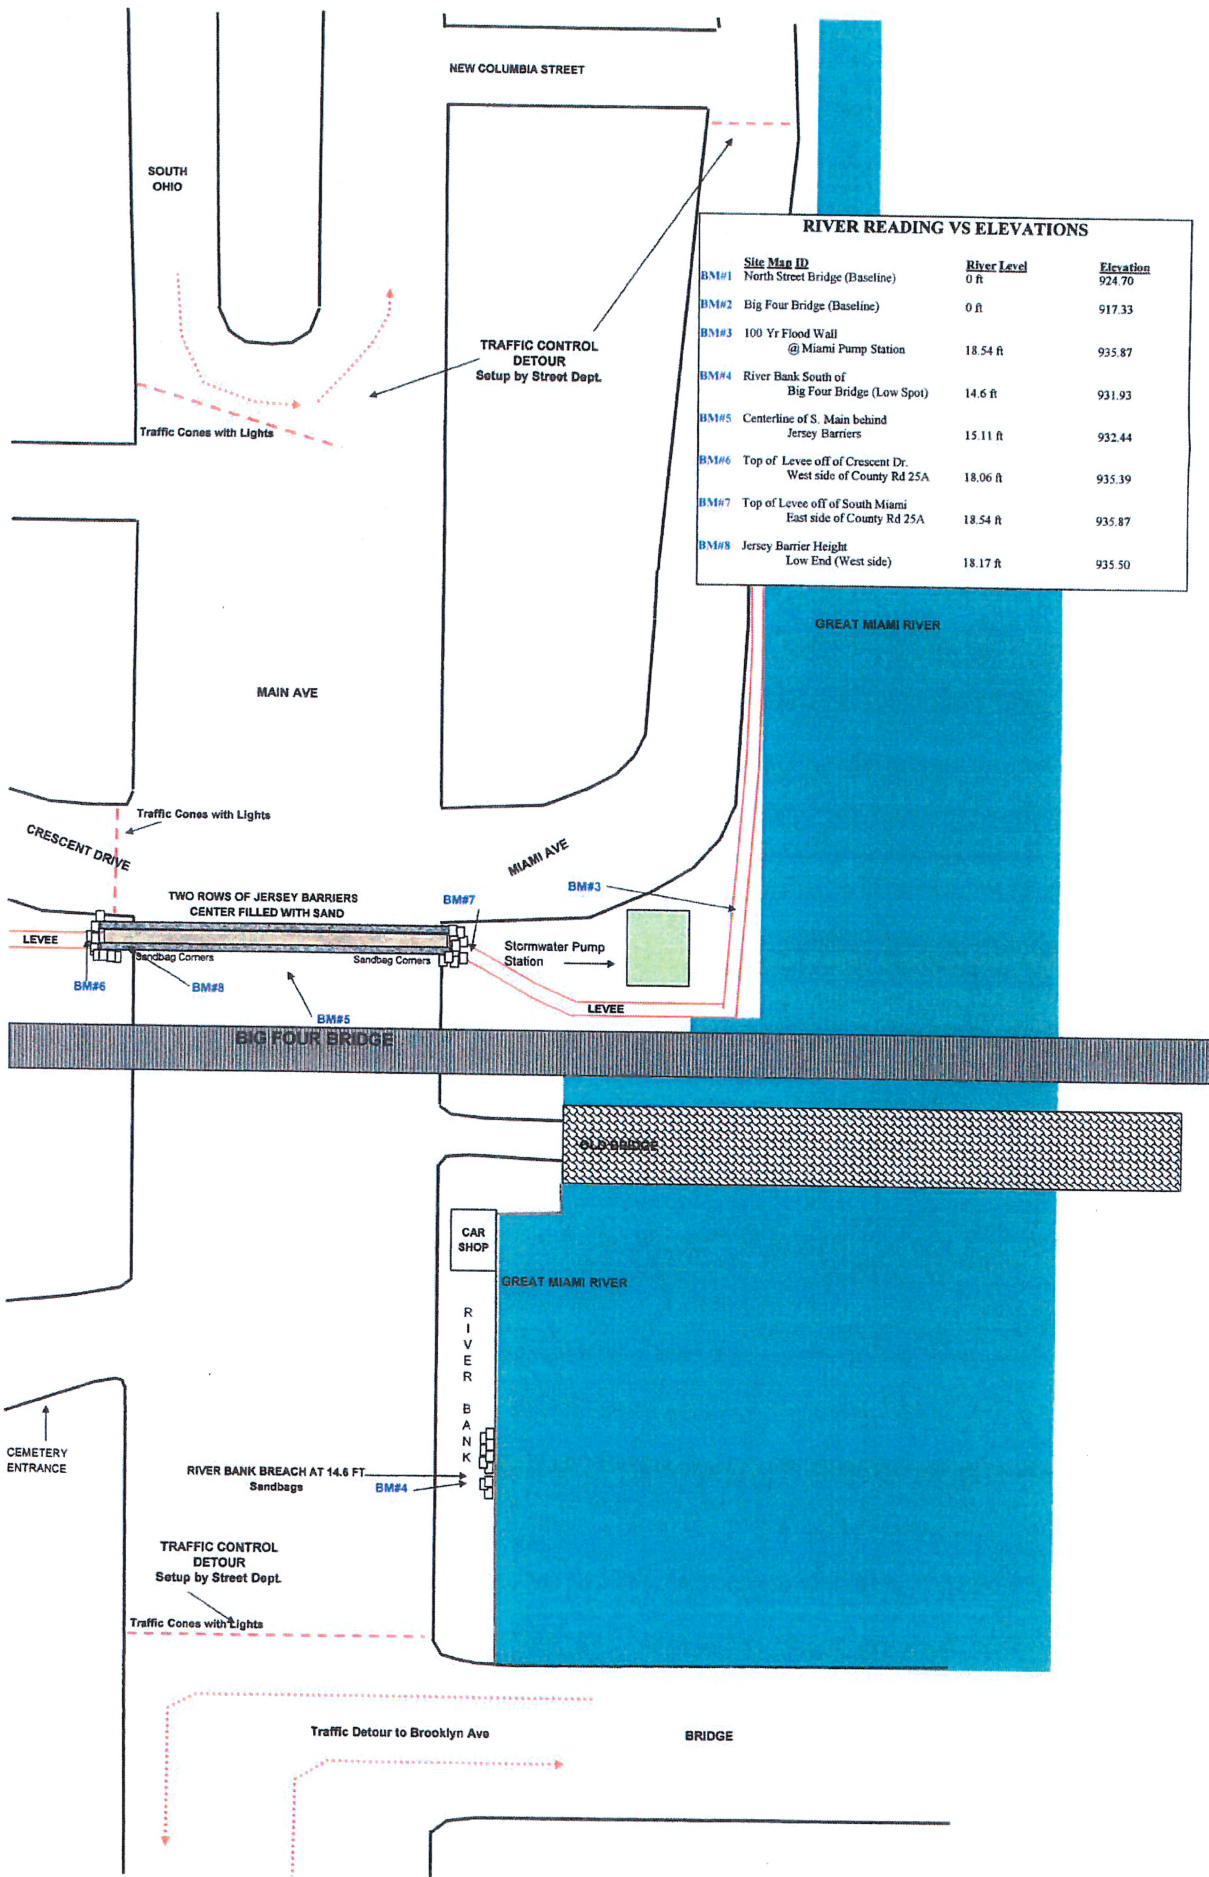 NEW COLUMBIA STREET
SOUTH
OHIO
RIVER READING VS ELEVATIONS
Site Map ID River Level Elevation
BM#1 North Street Bridge (Baseline) 0 ft 924.70
BM#2 Big Four Bridge (Baseline) 0 ft 917.33
BM#3 100 Yr Flood Wall
@ Miami Pump Station 18.54 ft 935.87
BM#4 River Bank South of
Big Four Bridge (Low Spot) 14.6 ft 931.93
BM#5 Centerline of S. Main behind
Jersey Barriers 15.11 ft 932.44
BM#6 Top of Levee off of Crescent Dr.
West side of County Rd 25A 18.06 ft 935.39
BM#7 Top of Levee off of South Miami
East side of County Rd 25A 18.54 ft 935.87
BM#8 Jersey Barrier Height
Low End (West side) 18.17 ft 935.50
TRAFFIC CONTROL
DETOUR
Setup by Street Dept.
Traffic Cones with Lights
GREAT MIAMI RIVER
MAIN AVE
Traffic Cones with Lights
CRESCENT DRIVE
MIAMI AVE
BM#3
TWO ROWS OF JERSEY BARRIERS
CENTER FILLED WITH SAND
BM#7
LEVEE
Sandbag Corners
Sandbag Corners
Stormwater Pump
Station
BM#6
BM#8
BM#5
LEVEE
BIG FOUR BRIDGE
OLD BRIDGE
CAR
SHOP
GREAT MIAMI RIVER
RIVER BANK
CEMETERY
ENTRANCE
RIVER BANK BREACH AT 14.6 FT
Sandbags
BM#4
TRAFFIC CONTROL
DETOUR
Setup by Street Dept.
Traffic Cones with Lights
Traffic Detour to Brooklyn Ave
BRIDGE